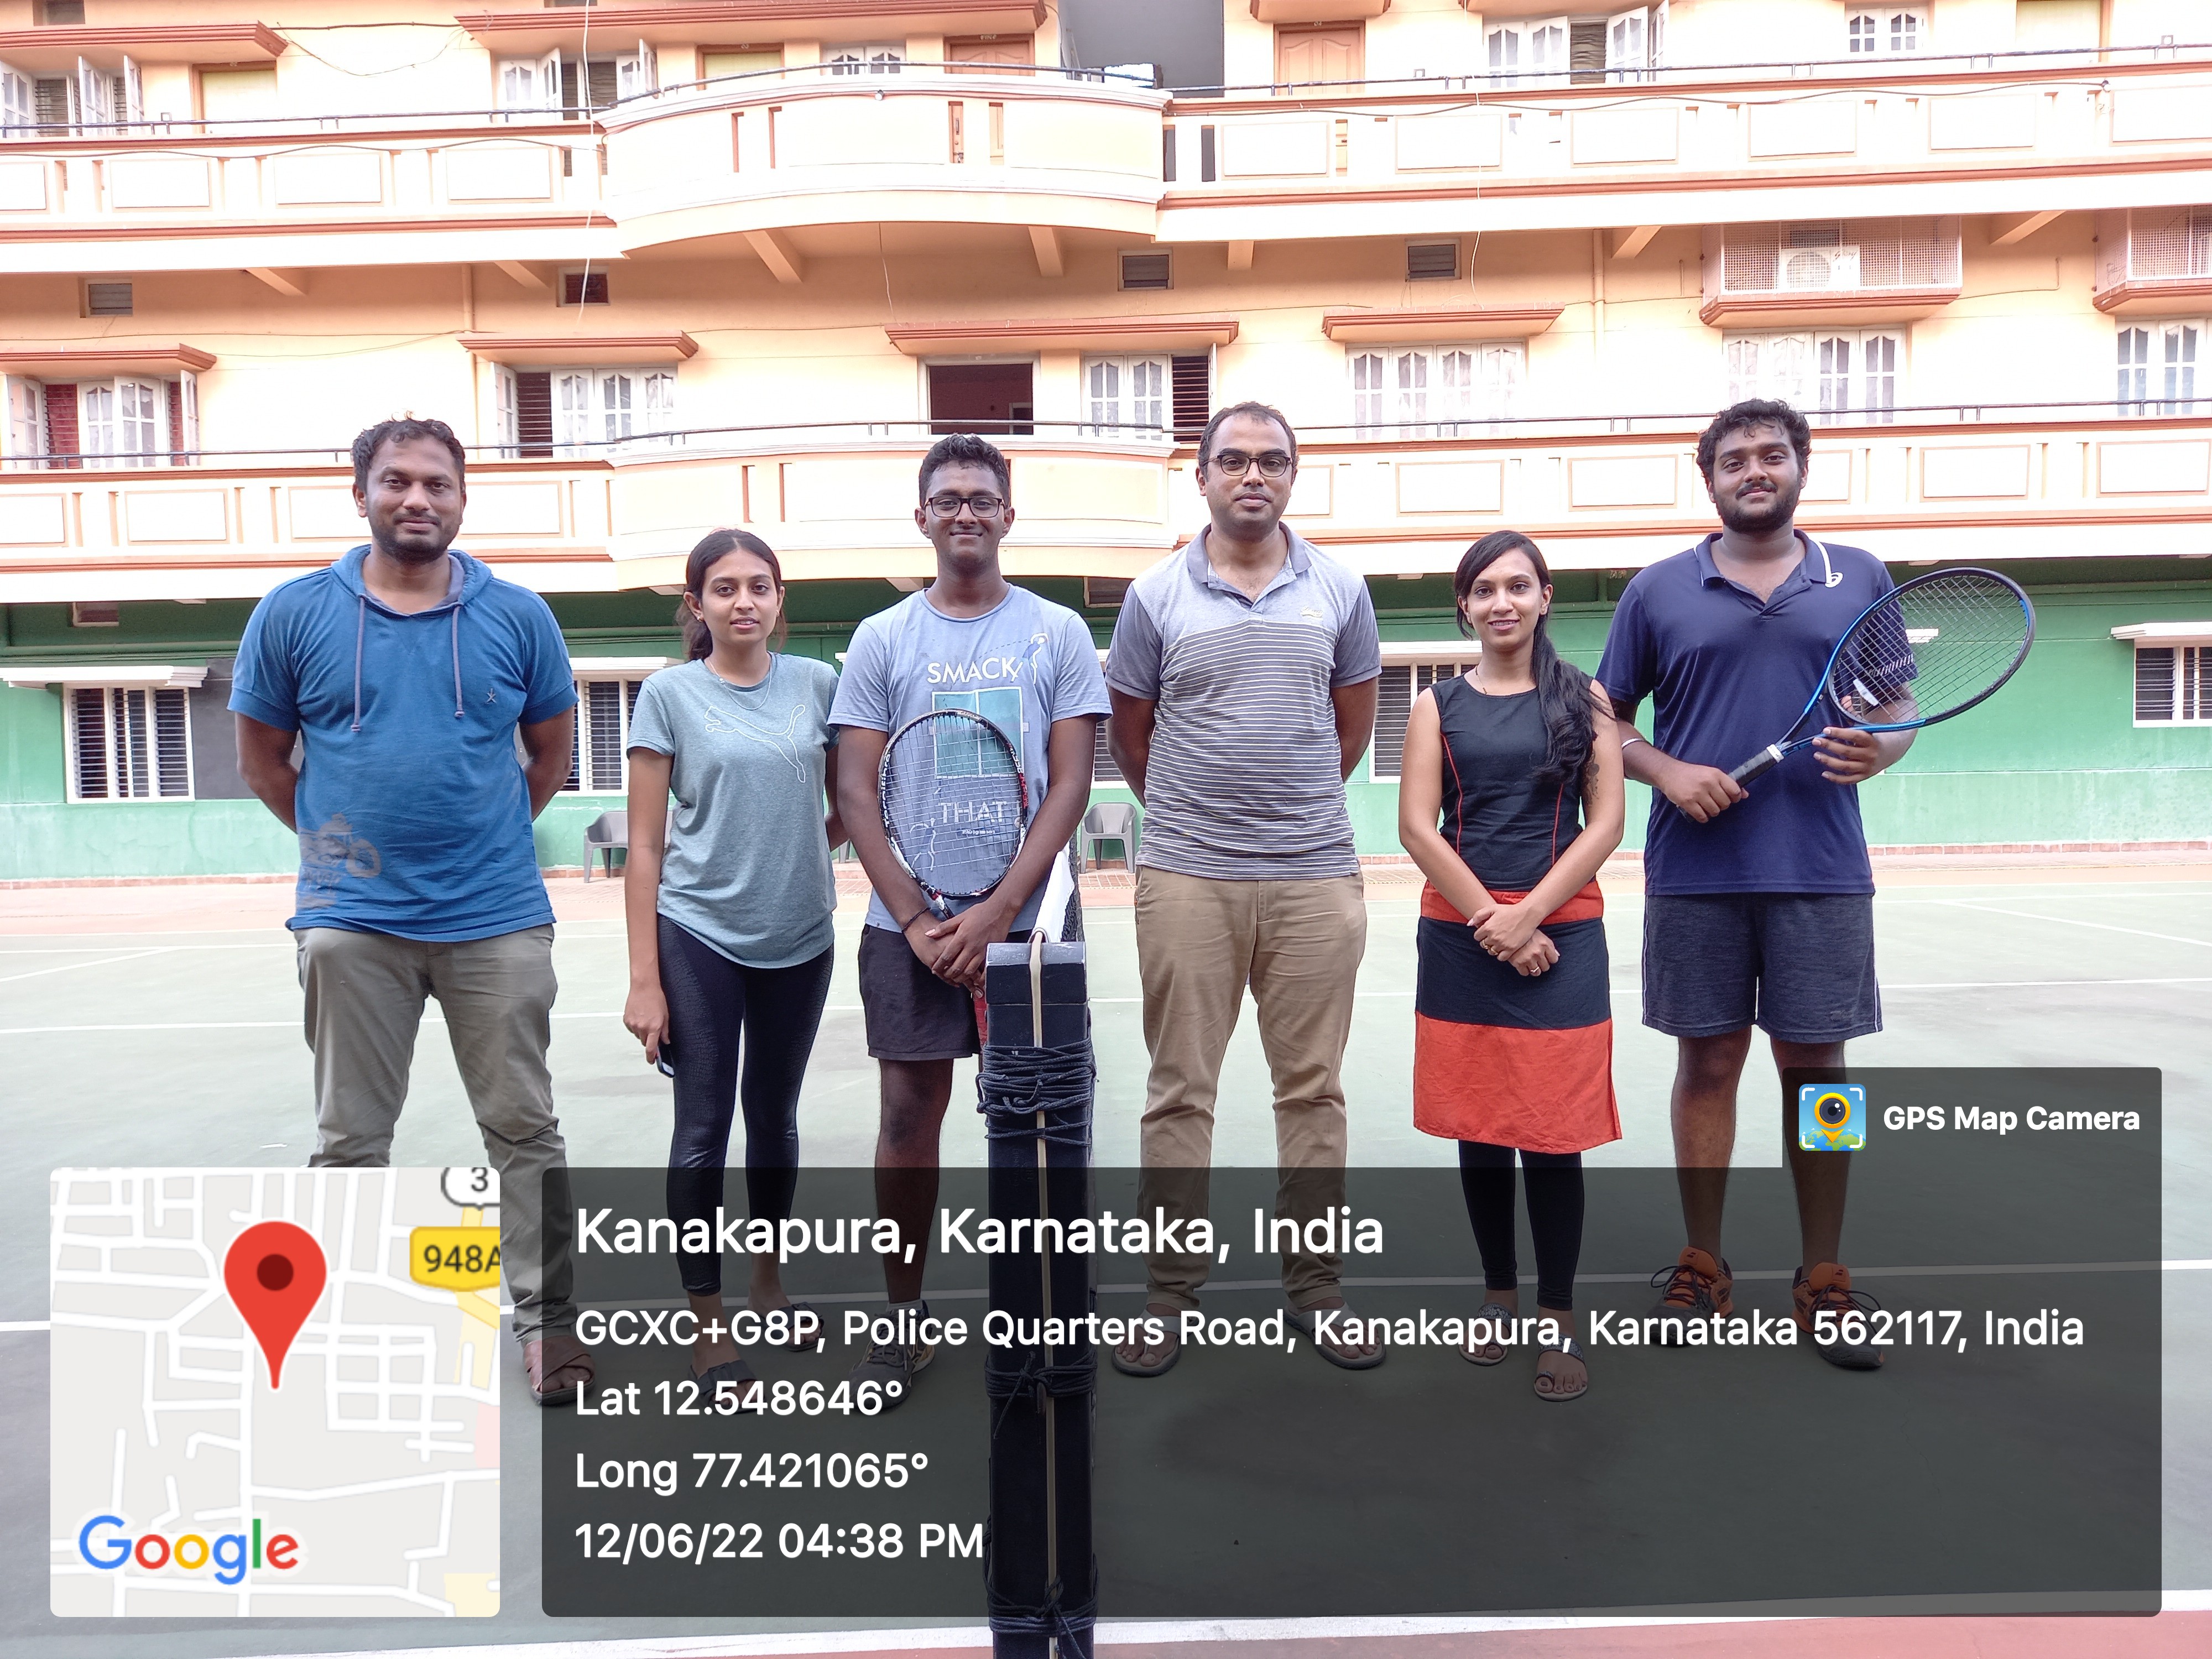 SMACK
THAT
GPS Map Camera
3
948A
Google
Kanakapura, Karnataka, India
GCXC+G8P, Police Quarters Road, Kanakapura, Karnataka 562117, India
Lat 12.548646°
Long 77.421065°
12/06/22 04:38 PM